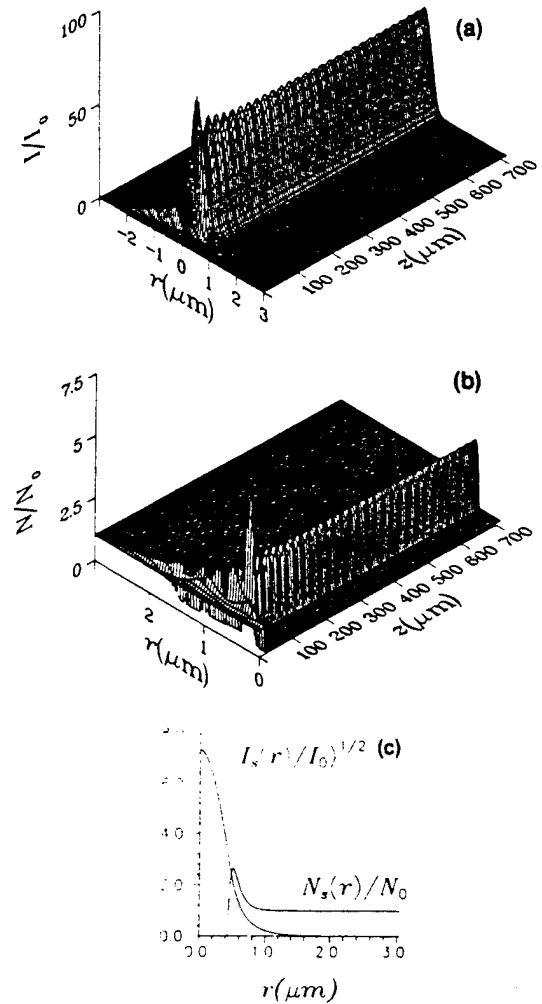 (a)
100
50
0
I/I₀
-2 -1 0 1 2 3
r(μm)
100 200 300 400 500 600 700
z(μm)
(b)
7.5
5
2.5
0
N/N₀
2 1 0
r(μm)
100 200 300 400 500 600 700
z(μm)
(c)
I_s(r)/I₀)^{1/2}
N_s(r)/N₀
4.0
2.0
0.0
0.0 1.0 2.0 3.0
r(μm)